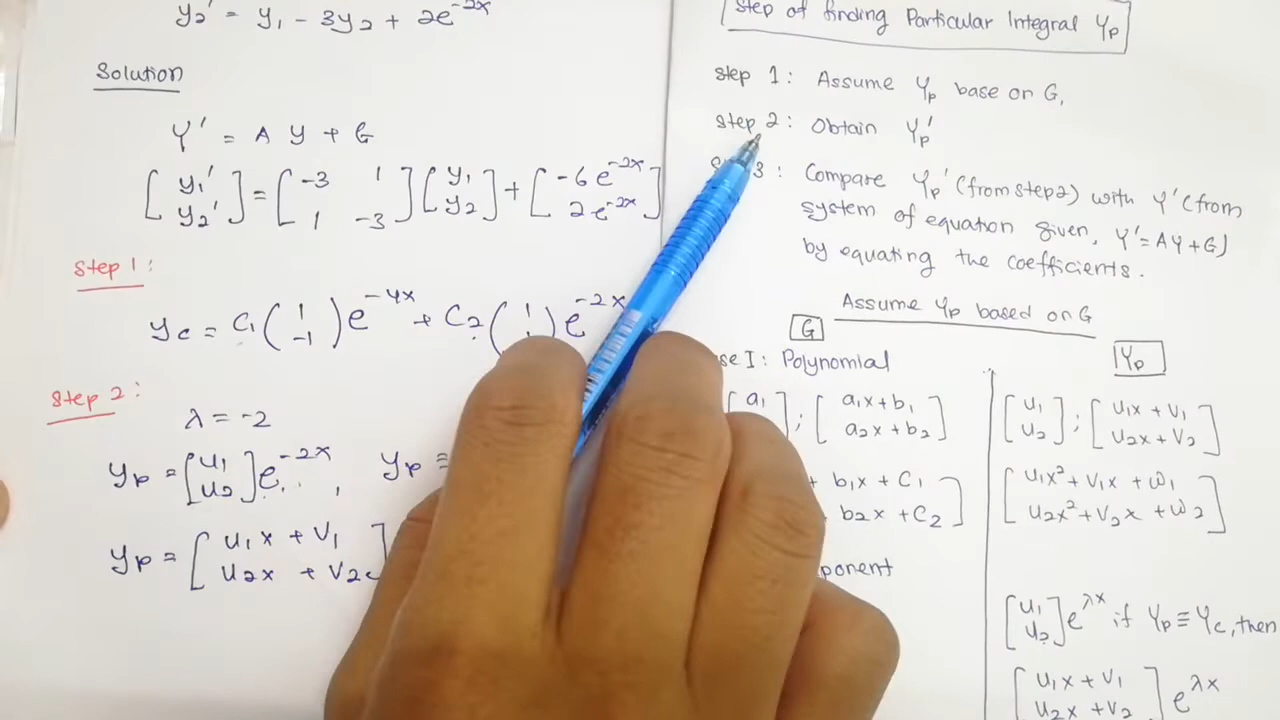 y2' = y1 - 3y2 + 2e^-2x
Solution
Y' = A y + G
[y1' y2'] = [-3 1 1 -3][y1 y2] + [-6e^-2x 2e^-2x]
Step 1:
yc = C1(1 -1)e^-4x + C2(1)e^-2x
Step 2:
λ = -2
yp = [u1 u2]e^-2x, yp ≡
yp = [u1x + v1 u2x + v2]
Step of finding Particular Integral Yp
Step 1: Assume Yp base on G,
Step 2: Obtain Yp'
3: Compare Yp' (from step2) with Y' (from
system of equation given, Y' = AY + G)
by equating the coefficients.
Assume Yp based on G
G
Yp
I: Polynomial
[a1]; [a1x + b1 a2x + b2]
[u1 u2]; [u1x + v1 u2x + v2]
+ b1x + C1 b2x + C2]
[u1x² + v1x + ω1 u2x² + v2x + ω2]
ponent
[u1 u2]e^λx if Yp ≡ Yc, then
[u1x + v1 u2x + v2]e^λx